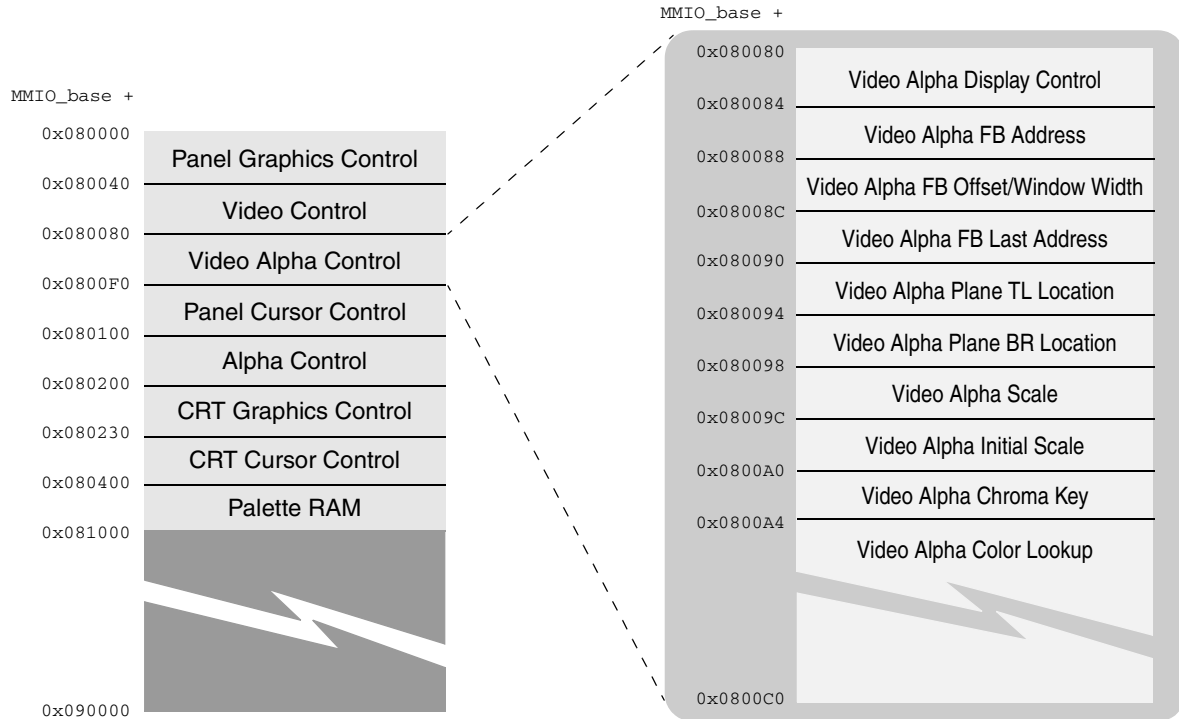 MMIO_base +
0x080000
Panel Graphics Control
0x080040
Video Control
0x080080
Video Alpha Control
0x0800F0
Panel Cursor Control
0x080100
Alpha Control
0x080200
CRT Graphics Control
0x080230
CRT Cursor Control
0x080400
Palette RAM
0x081000
0x090000
MMIO_base +
0x080080
Video Alpha Display Control
0x080084
Video Alpha FB Address
0x080088
Video Alpha FB Offset/Window Width
0x08008C
Video Alpha FB Last Address
0x080090
Video Alpha Plane TL Location
0x080094
Video Alpha Plane BR Location
0x080098
Video Alpha Scale
0x08009C
Video Alpha Initial Scale
0x0800A0
Video Alpha Chroma Key
0x0800A4
Video Alpha Color Lookup
0x0800C0